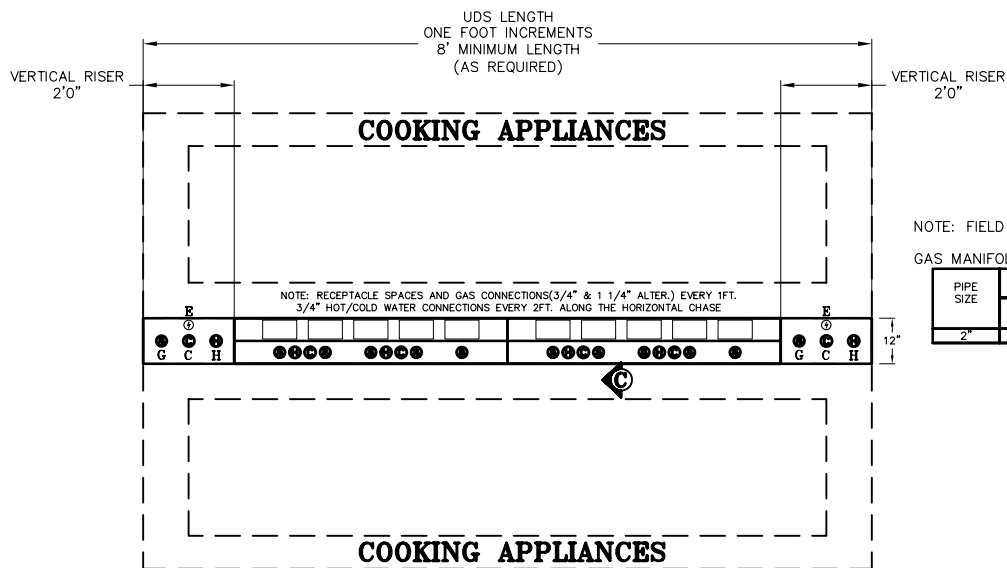 UDS LENGTH
ONE FOOT INCREMENTS
8' MINIMUM LENGTH
(AS REQUIRED)
VERTICAL RISER
2'0"
VERTICAL RISER
2'0"
COOKING APPLIANCES
NOTE: FIELD
GAS MANIFOL
PIPE
SIZE
2"
NOTE: RECEPTACLE SPACES AND GAS CONNECTIONS(3/4" & 1 1/4" ALTER.) EVERY 1FT.
3/4" HOT/COLD WATER CONNECTIONS EVERY 2FT. ALONG THE HORIZONTAL CHASE
E
G C H
E
G C H
12"
C
COOKING APPLIANCES